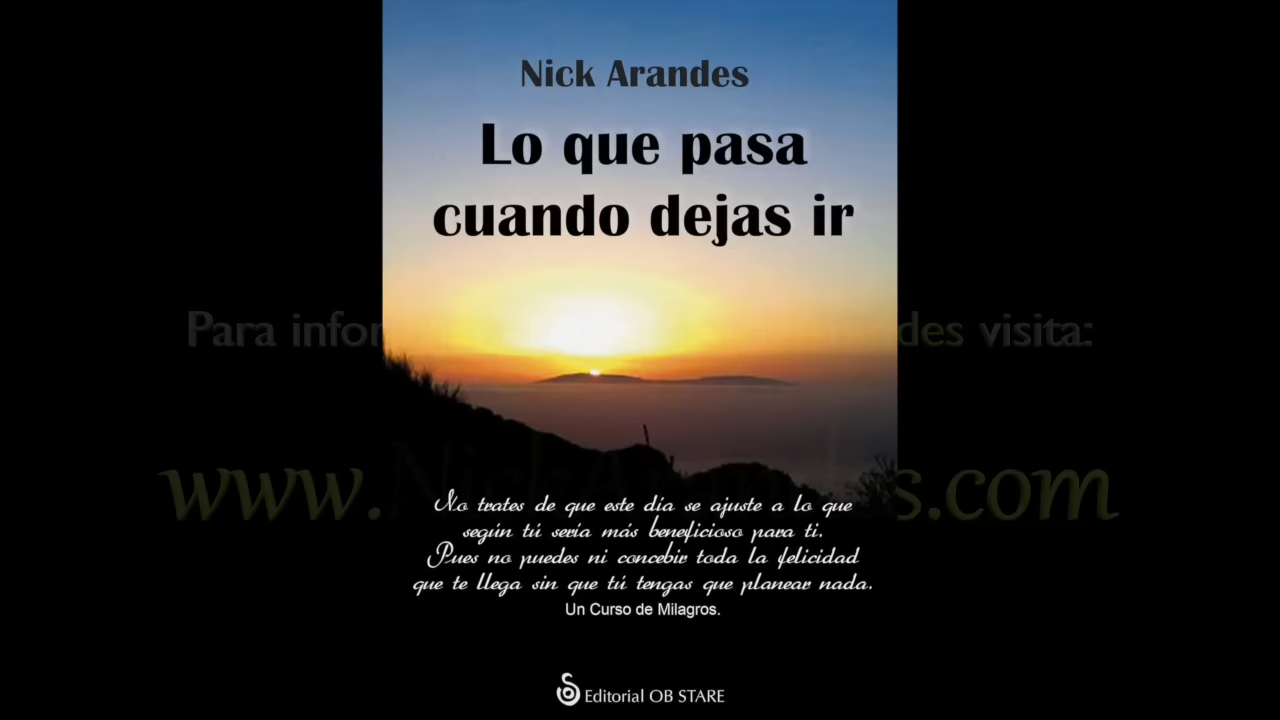 Nick Arandes
Lo que pasa
cuando dejas ir
Para infor des visita:
www.NickArandes.com
No trates de que este día se ajuste a lo que
según tú sería más beneficioso para ti.
Pues no puedes ni concebir toda la felicidad
que te llega sin que tú tengas que planear nada.
Un Curso de Milagros.
Editorial OB STARE